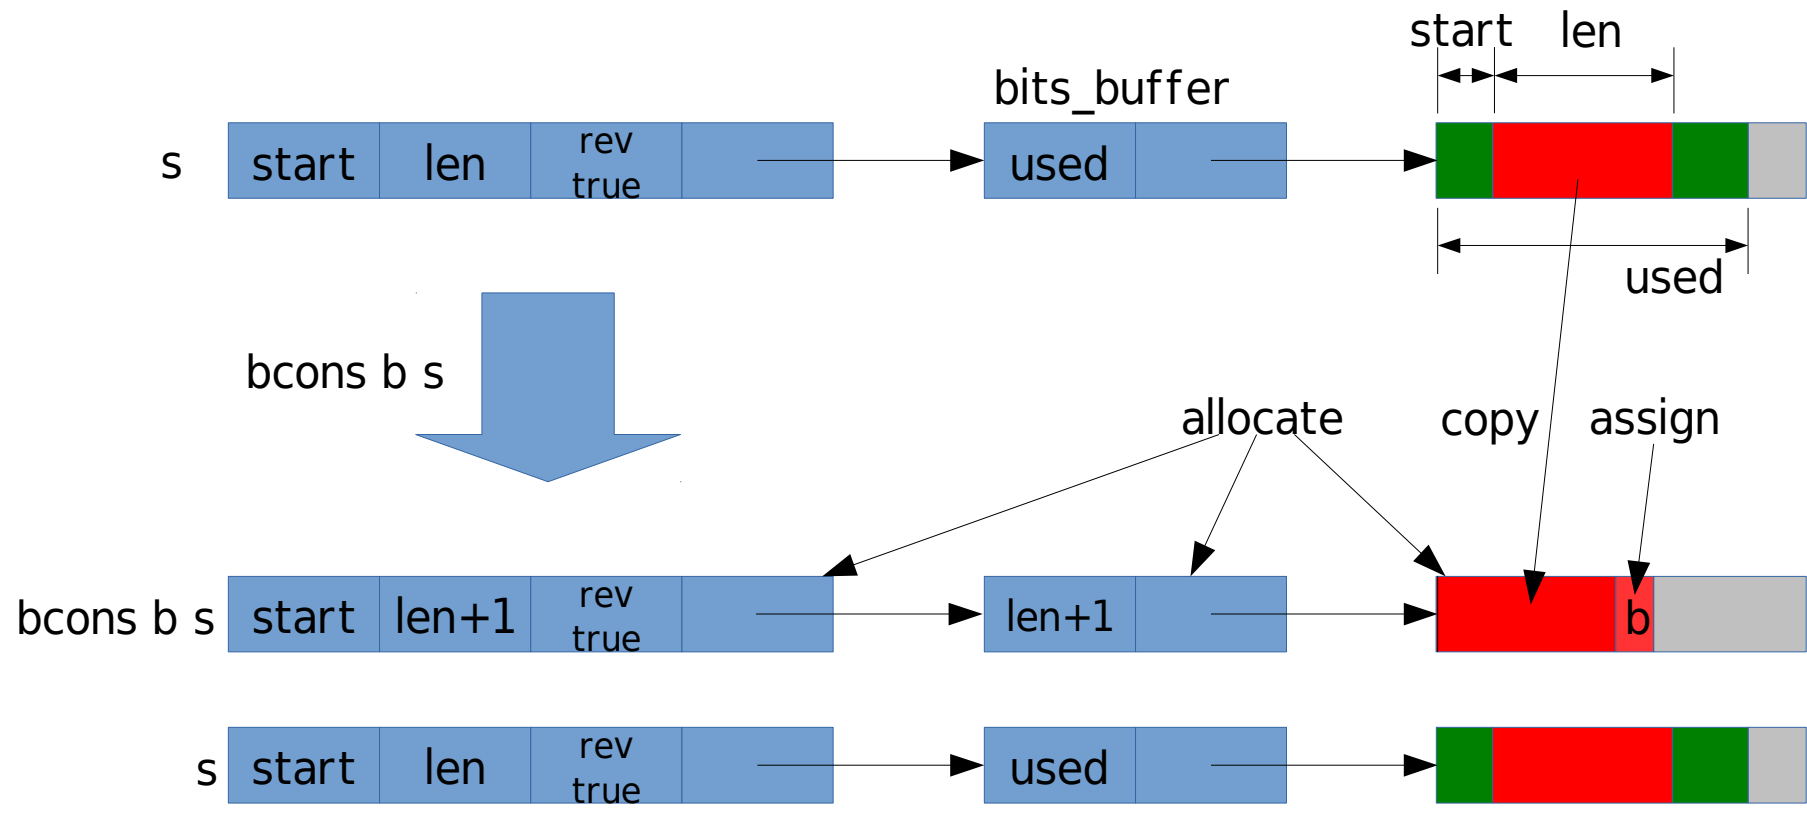 start len
bits_buffer
s start len rev true used
used
bcons b s
allocate copy assign
bcons b s start len+1 rev true len+1 b
s start len rev true used